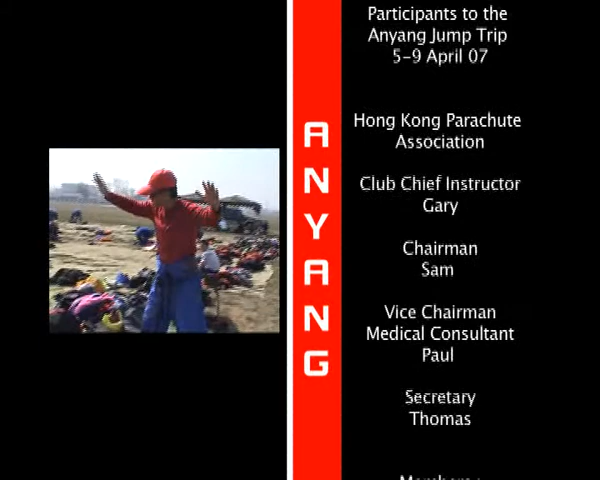 ANYANG
Participants to the
Anyang Jump Trip
5-9 April 07
Hong Kong Parachute
Association
Club Chief Instructor
Gary
Chairman
Sam
Vice Chairman
Medical Consultant
Paul
Secretary
Thomas